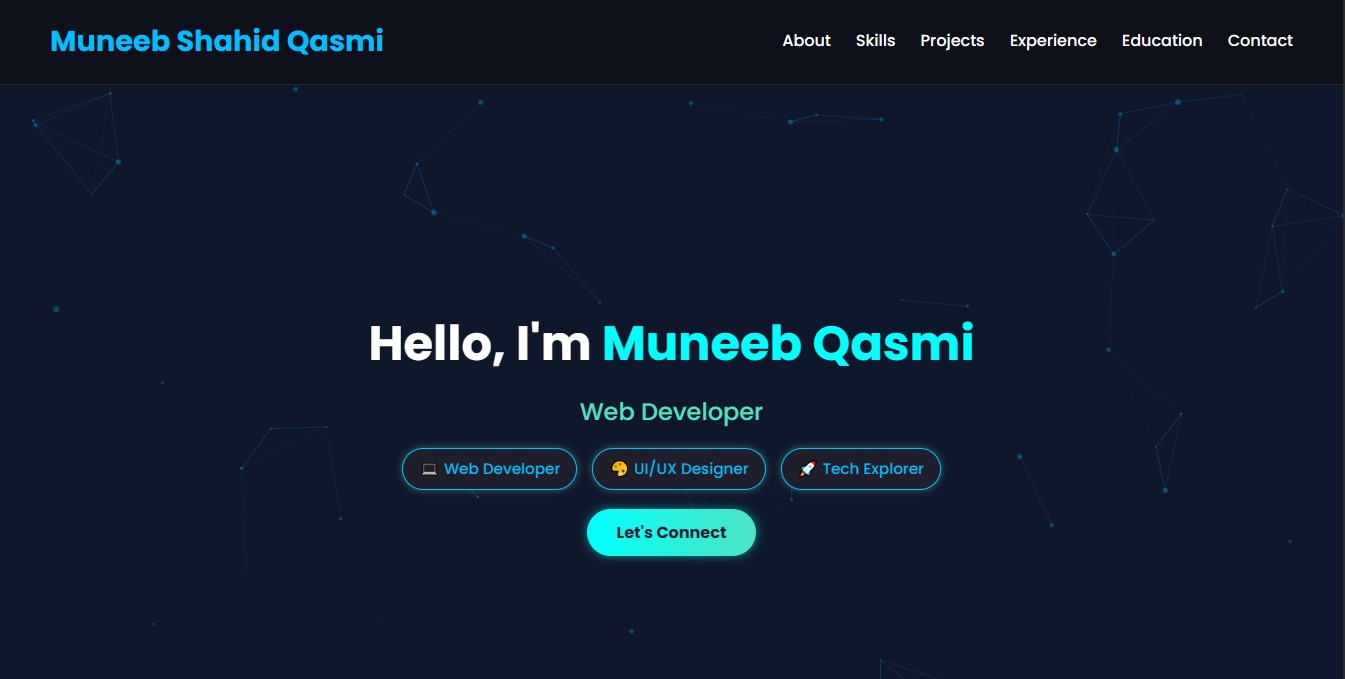 Muneeb Shahid Qasmi
About Skills Projects Experience Education Contact
Hello, I'm Muneeb Qasmi
Web Developer
💻 Web Developer 🎨 UI/UX Designer 🚀 Tech Explorer
Let's Connect